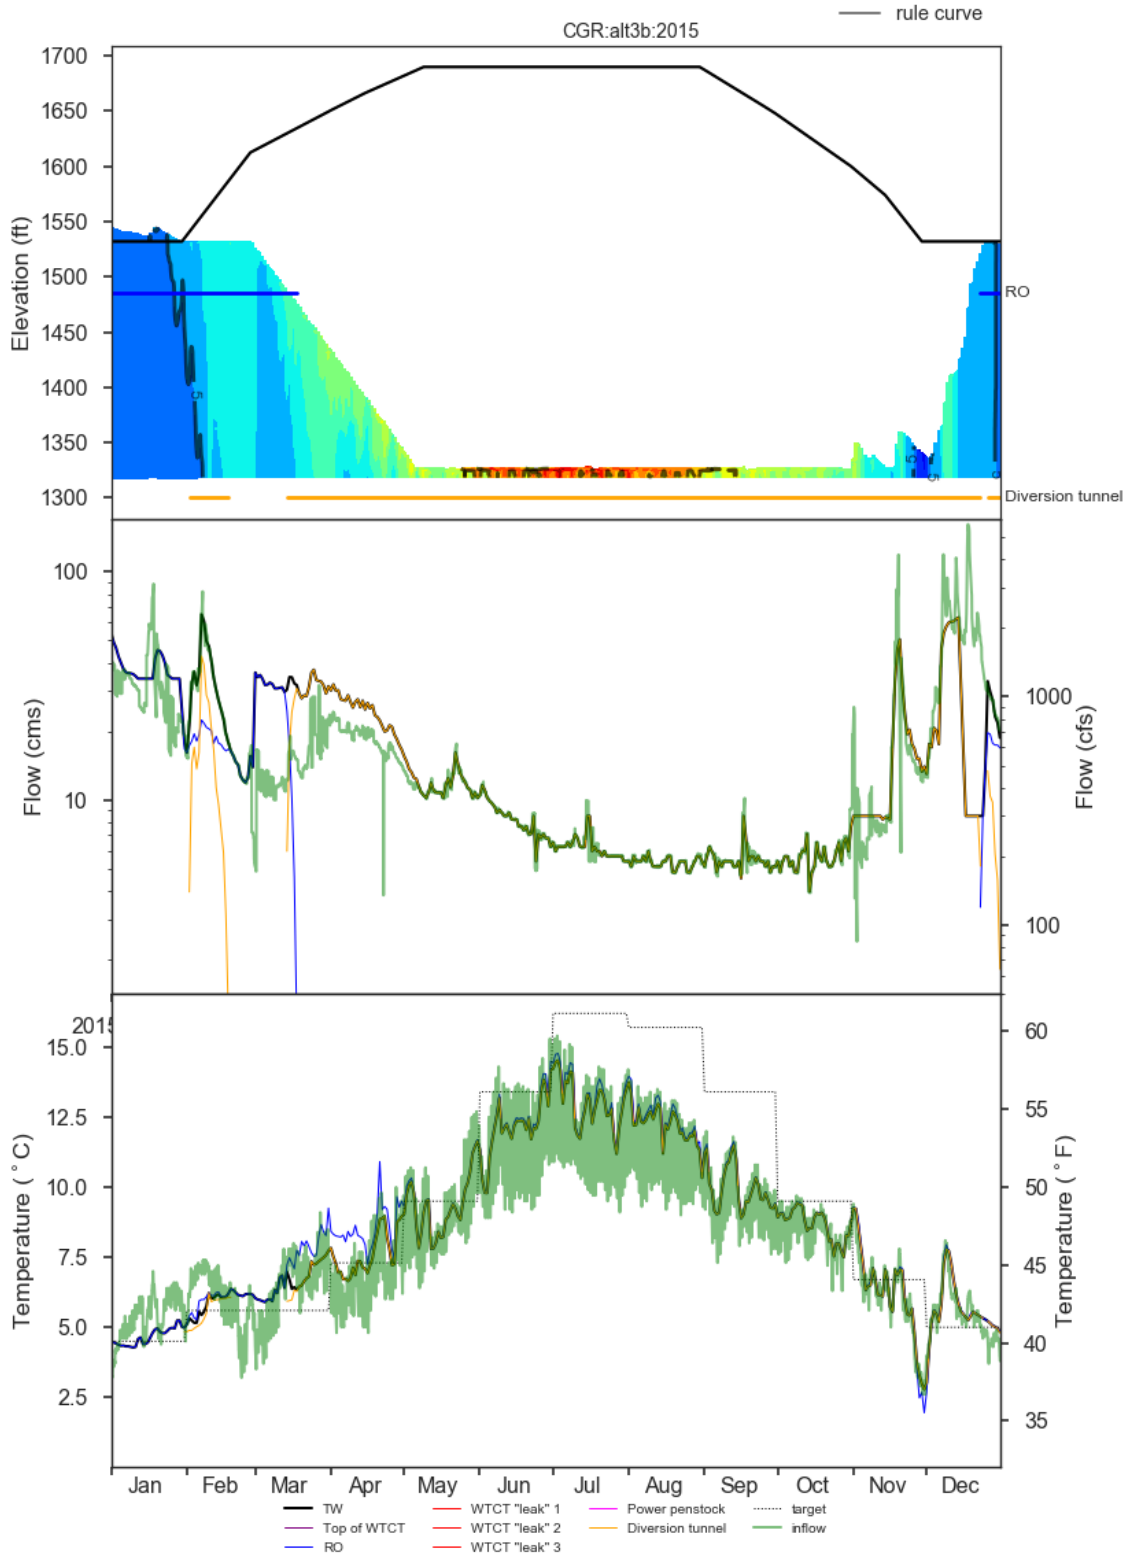 rule curve
CGR:alt3b:2015
1700
1650
1600
1550
1500
1450
1400
1350
1300
Elevation (ft)
RO
Diversion tunnel
5
5
5
100
10
Flow (cms)
1000
100
Flow (cfs)
2015
15.0
12.5
10.0
7.5
5.0
2.5
Temperature (°C)
60
55
50
45
40
35
Temperature (°F)
Jan Feb Mar Apr May Jun Jul Aug Sep Oct Nov Dec
TW WTCT "leak" 1 Power penstock target
Top of WTCT WTCT "leak" 2 Diversion tunnel inflow
RO WTCT "leak" 3